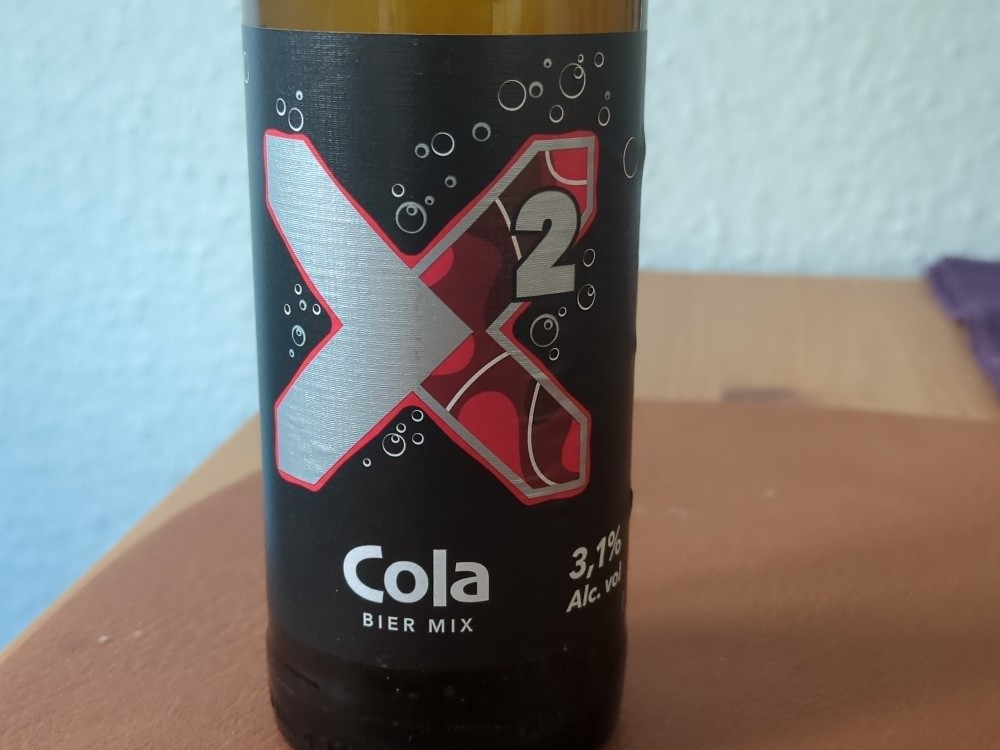 X
2
Cola
BIER MIX
3,1%
Alc. vol